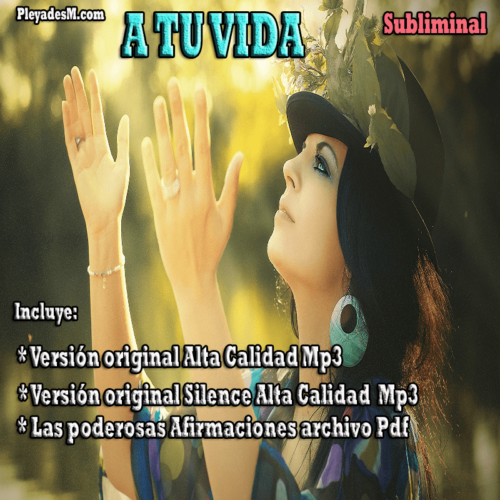 PleyadesM.com
A TU VIDA
Subliminal
Incluye:
* Versión original Alta Calidad Mp3
* Versión original Silence Alta Calidad Mp3
* Las poderosas Afirmaciones archivo Pdf